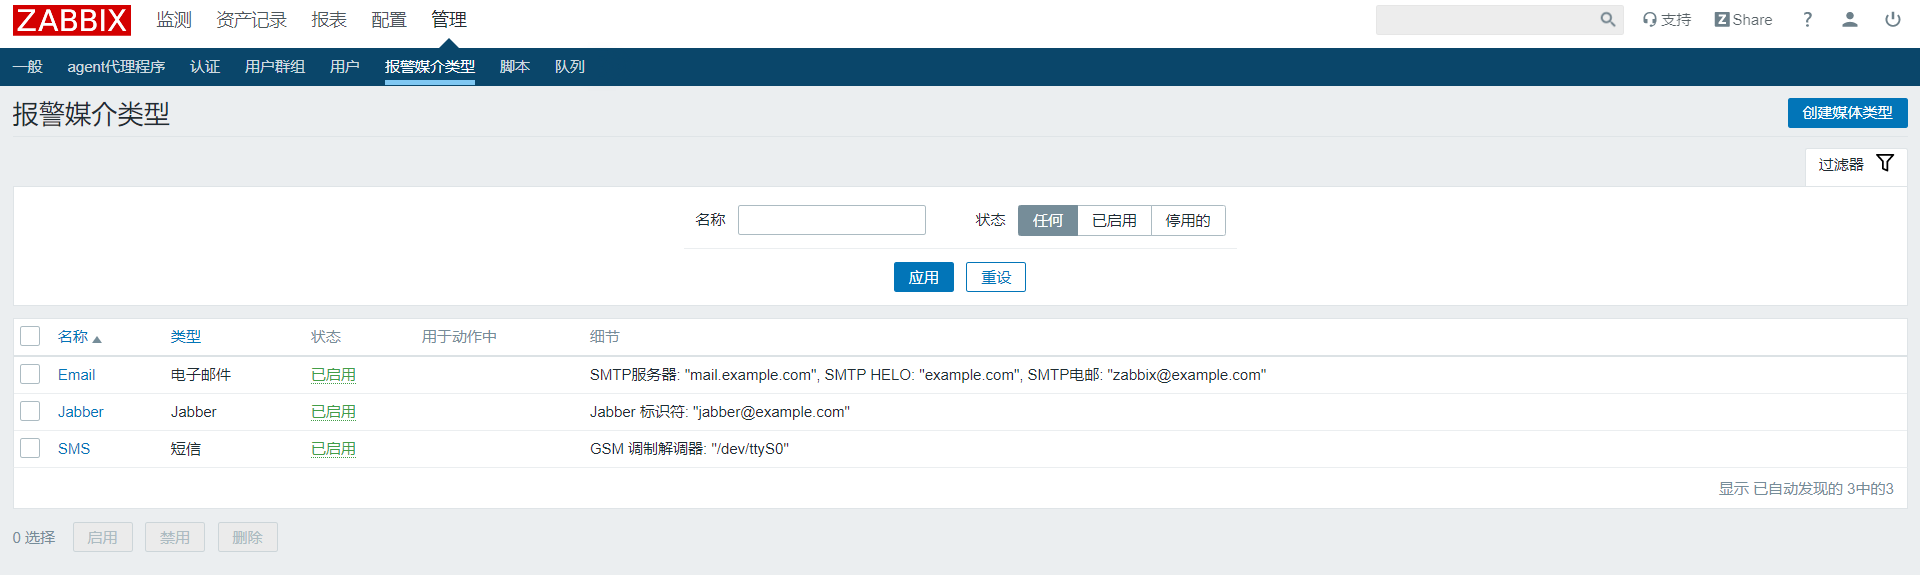 ZABBIX 监测 资产记录 报表 配置 管理 支持 Z Share ?
一般 agent代理程序 认证 用户群组 用户 报警媒介类型 脚本 队列
报警媒介类型 创建媒体类型
过滤器
名称 状态 任何 已启用 停用的
应用 重设
名称 类型 状态 用于动作中 细节
Email 电子邮件 已启用 SMTP服务器: "mail.example.com", SMTP HELO: "example.com", SMTP电邮: "zabbix@example.com"
Jabber Jabber 已启用 Jabber 标识符: "jabber@example.com"
SMS 短信 已启用 GSM 调制解调器: "/dev/ttyS0"
显示 已自动发现的 3中的3
0 选择 启用 禁用 删除